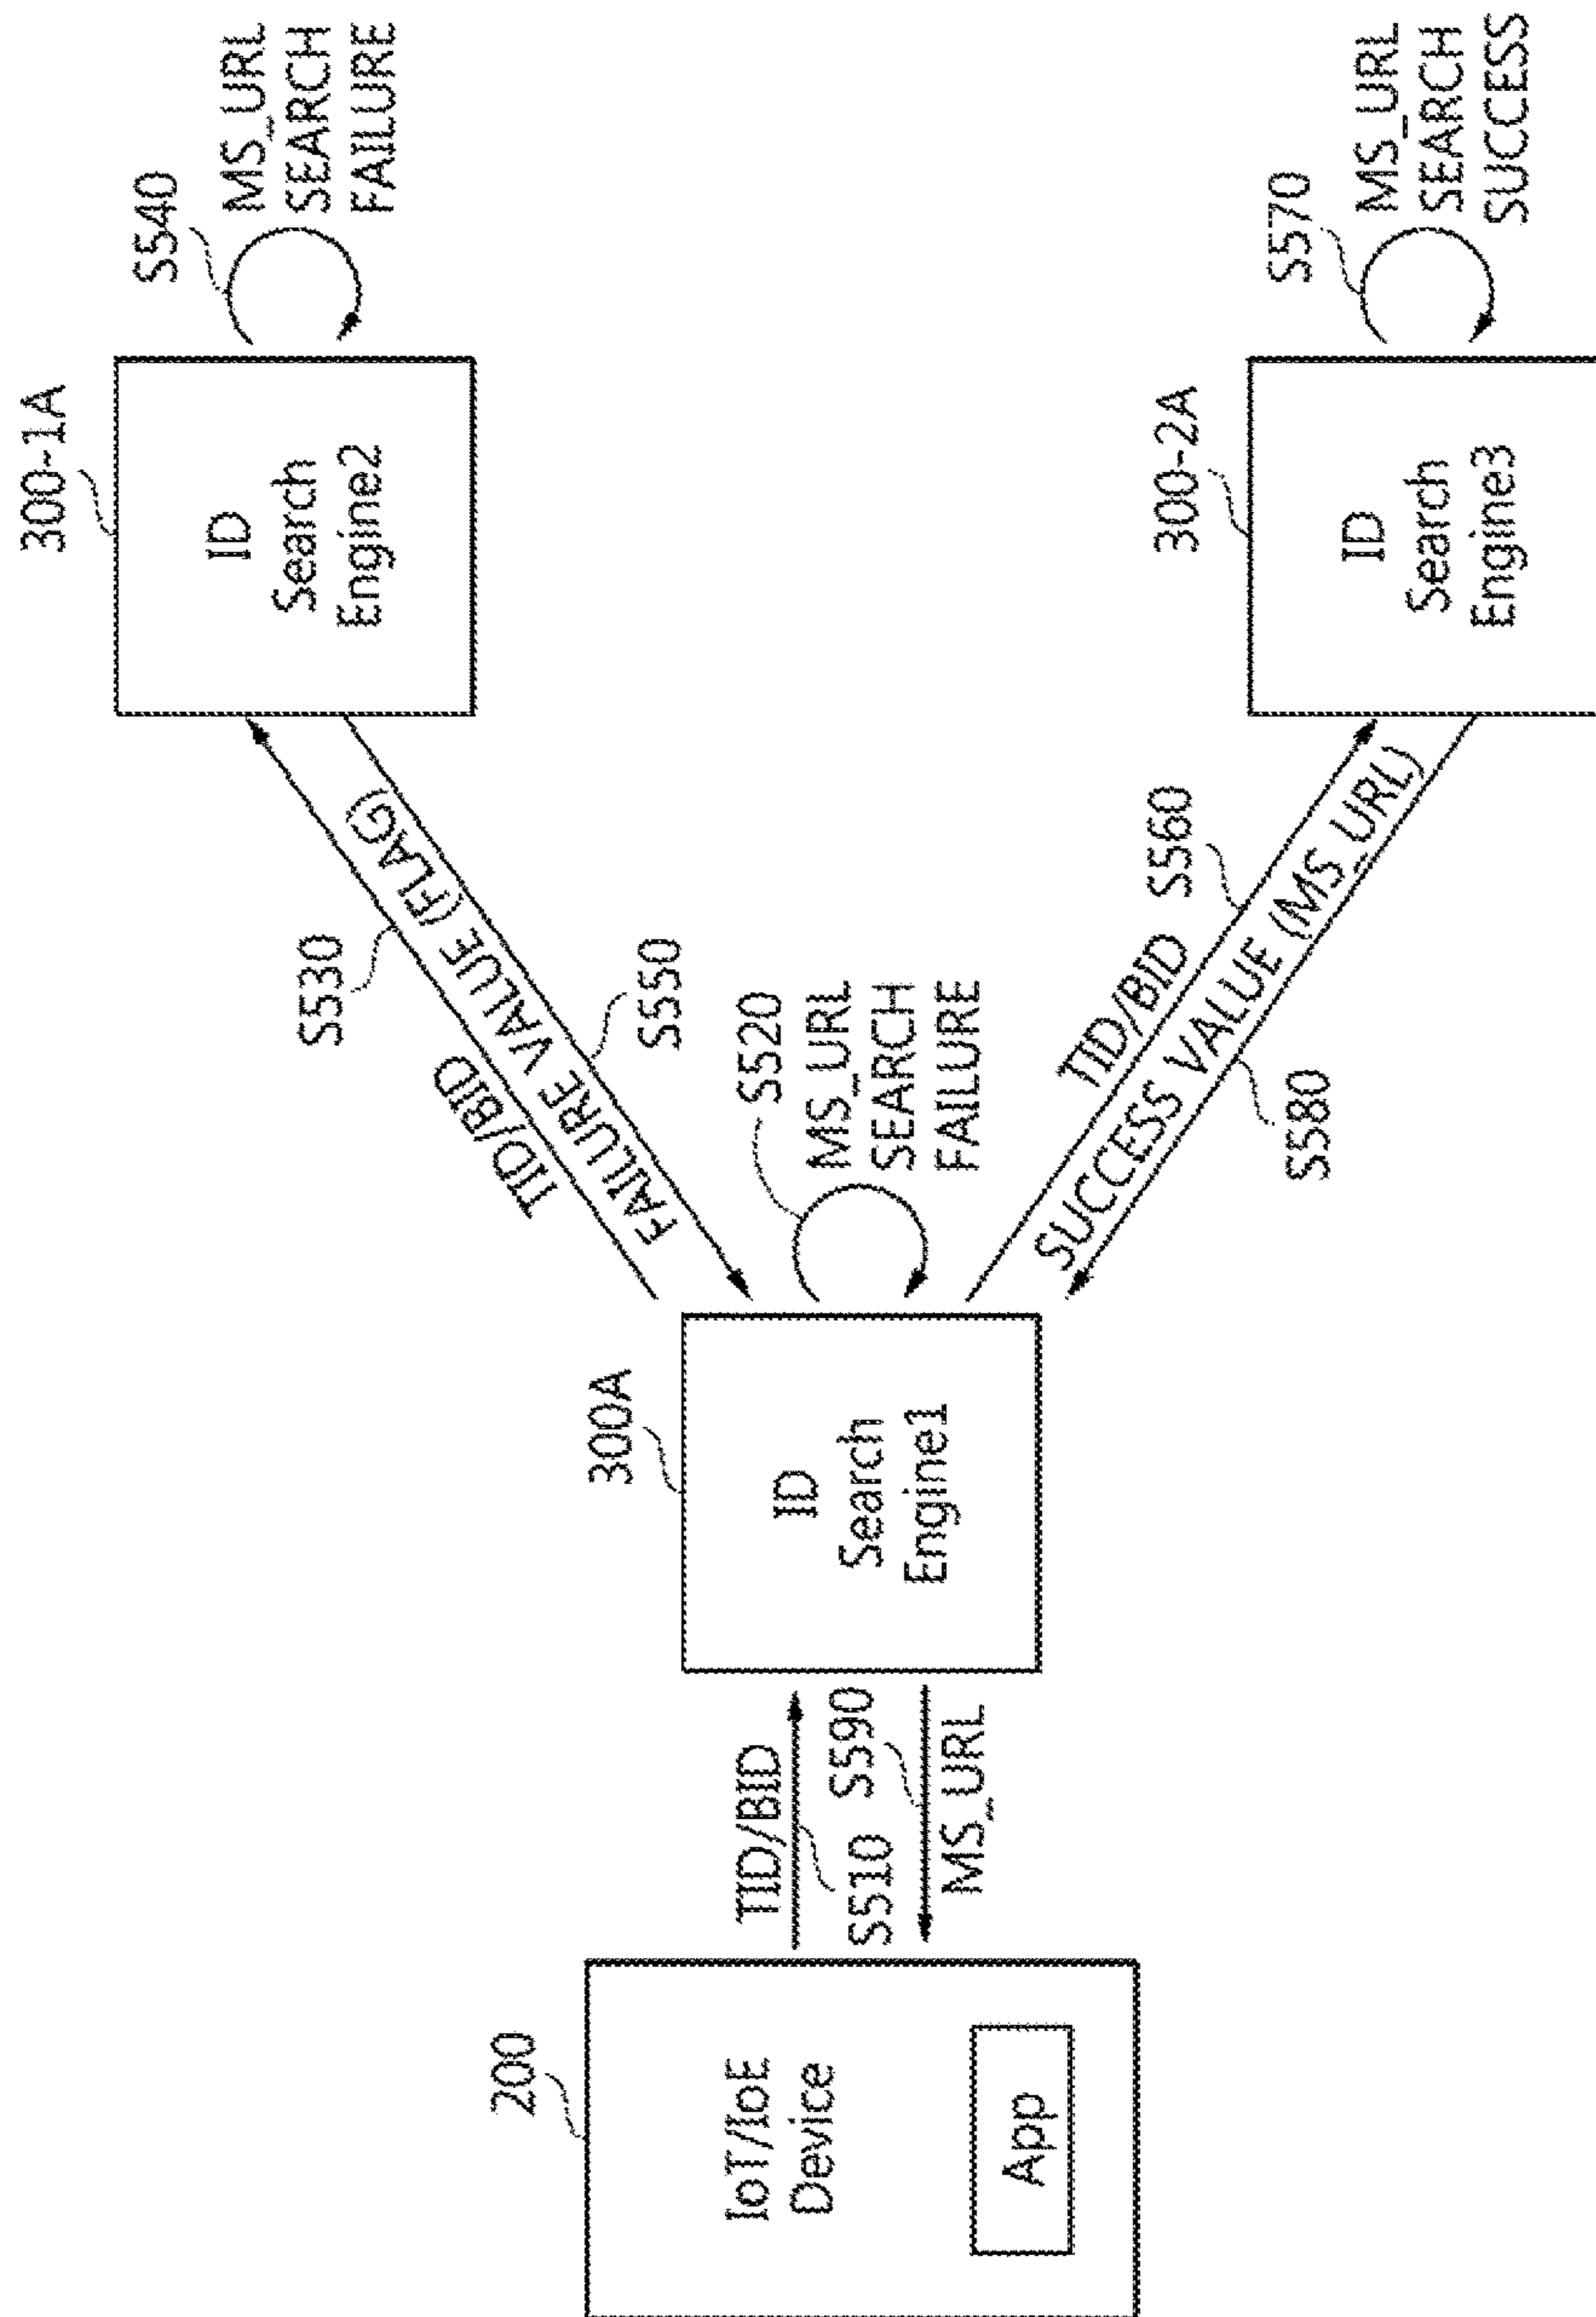 200
IoT/IoE
Device
App
TID/BID
S510
S590
MS_URL
300A
ID
Search
Engine1
S520
MS_URL
SEARCH
FAILURE
S530
TID/BID
FAILURE VALUE (FLAG)
S550
300-1A
ID
Search
Engine2
S540
MS_URL
SEARCH
FAILURE
TID/BID
S560
SUCCESS VALUE (MS_URL)
S580
300-2A
ID
Search
Engine3
S570
MS_URL
SEARCH
SUCCESS